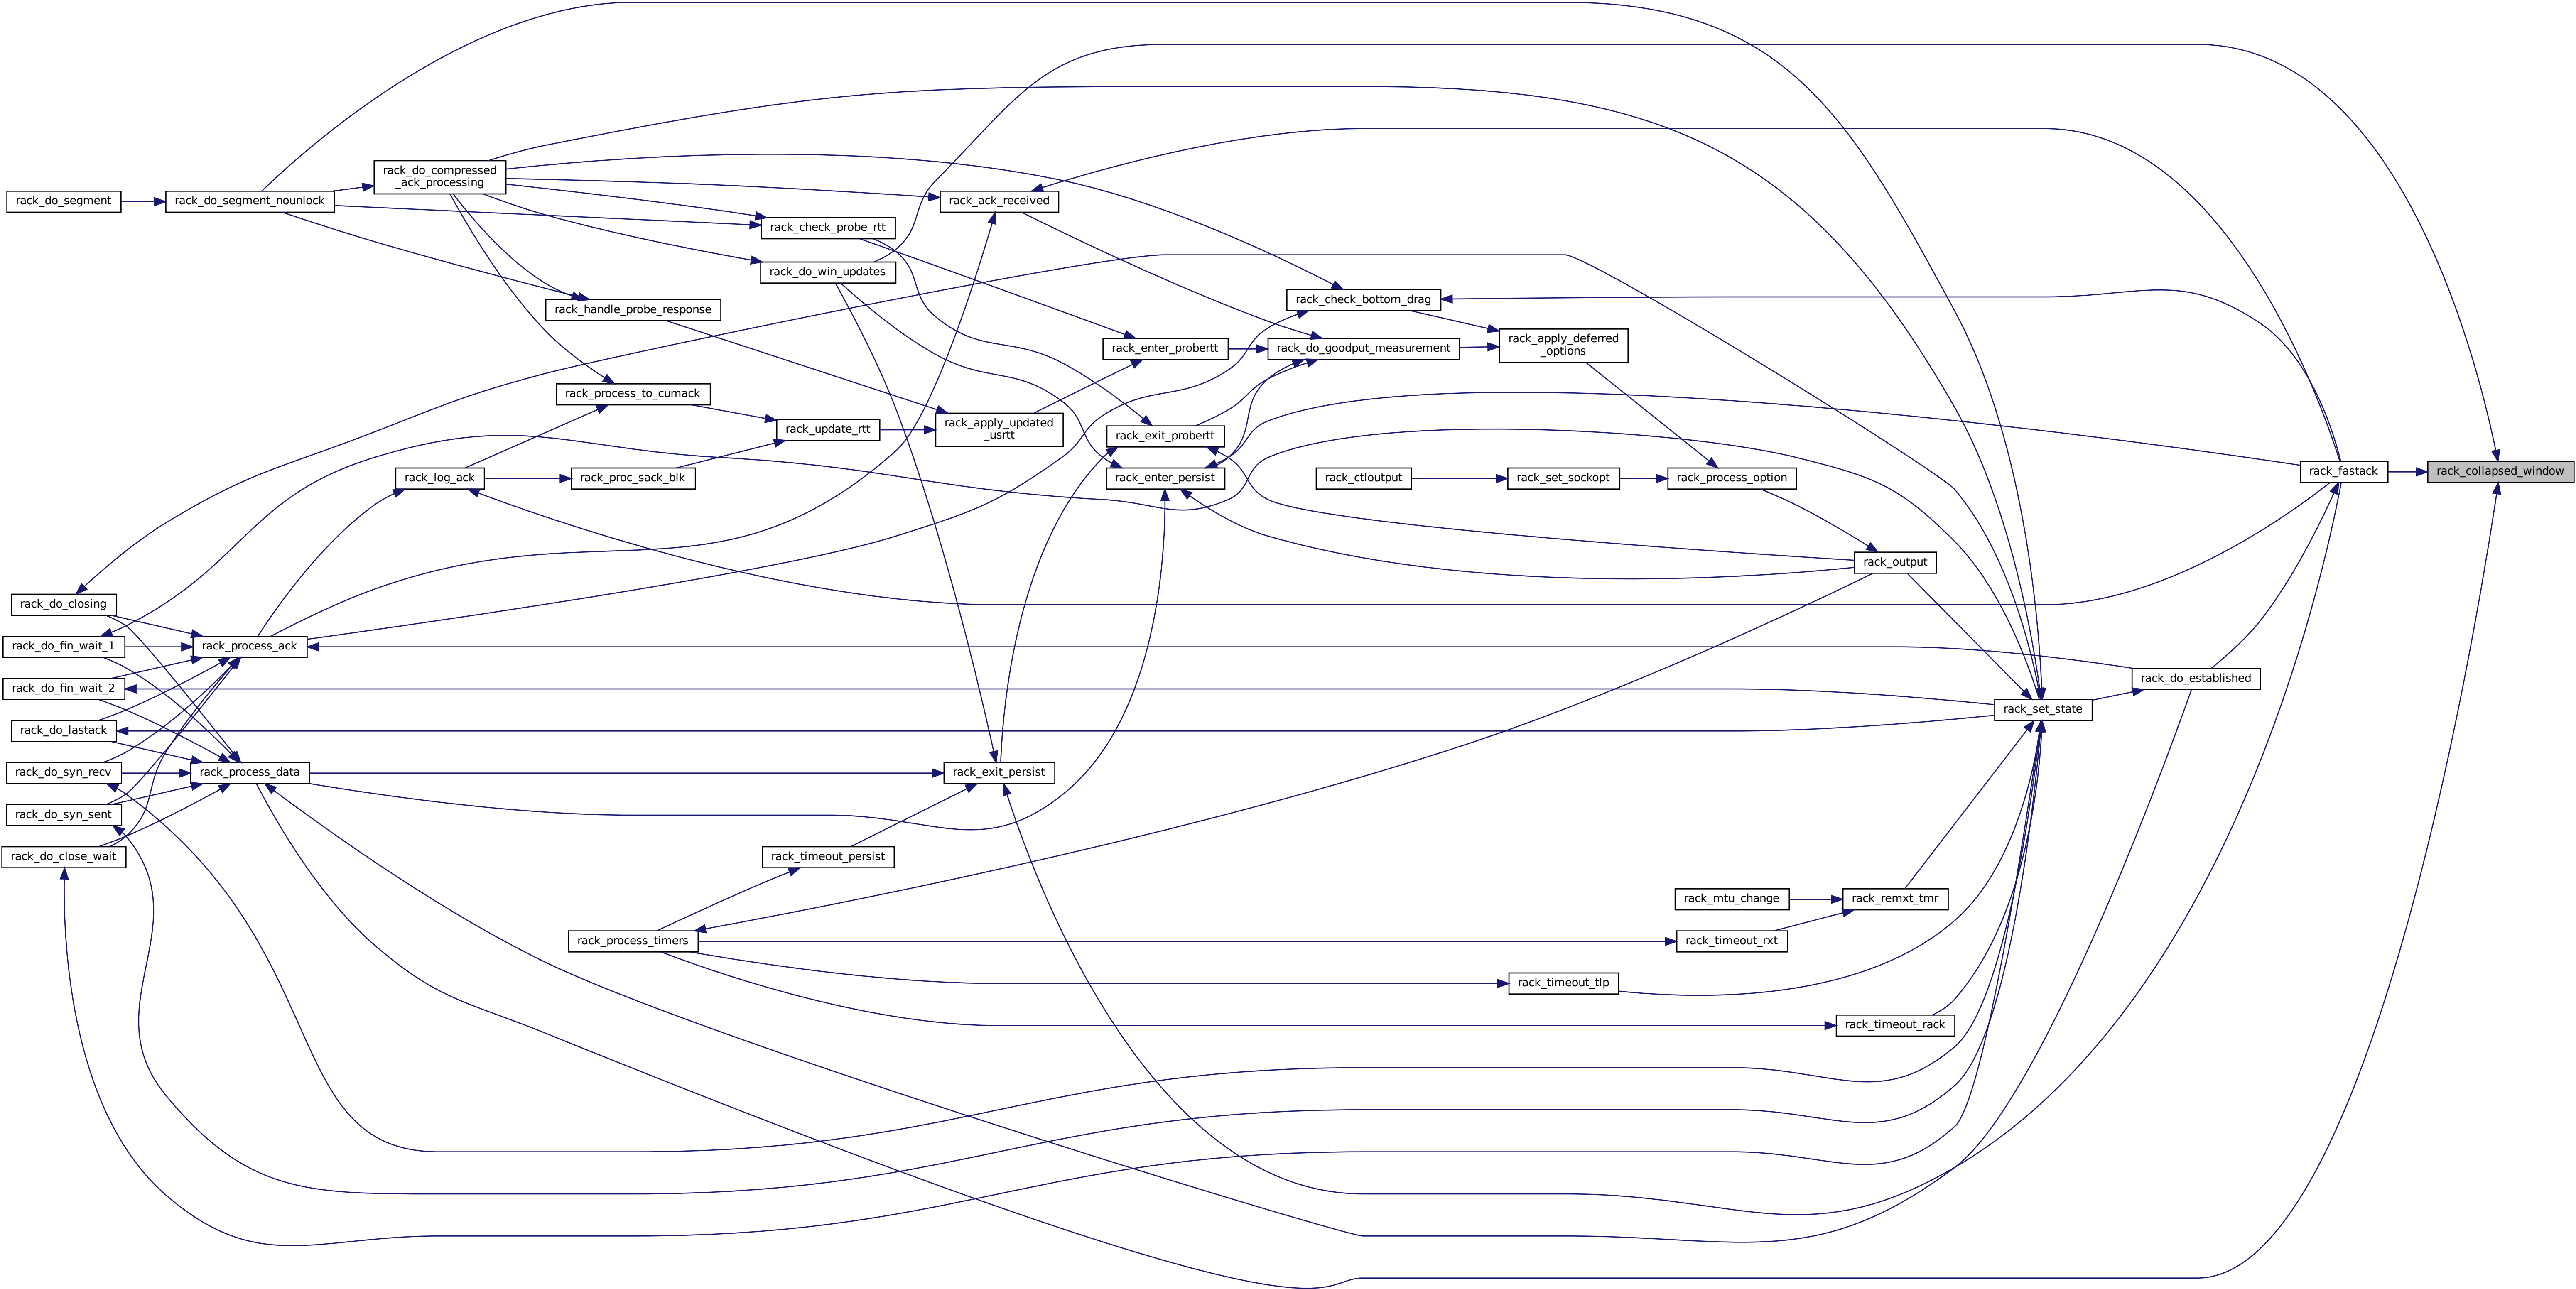 rack_do_compressed
_ack_processing
rack_do_segment
rack_do_segment_nounlock
rack_ack_received
rack_check_probe_rtt
rack_do_win_updates
rack_check_bottom_drag
rack_handle_probe_response
rack_apply_deferred
_options
rack_enter_probertt
rack_do_goodput_measurement
rack_process_to_cumack
rack_apply_updated
_usrtt
rack_update_rtt
rack_exit_probertt
rack_fastack
rack_collapsed_window
rack_log_ack
rack_proc_sack_blk
rack_enter_persist
rack_ctloutput
rack_set_sockopt
rack_process_option
rack_output
rack_do_closing
rack_do_fin_wait_1
rack_process_ack
rack_do_fin_wait_2
rack_do_established
rack_set_state
rack_do_lastack
rack_do_syn_recv
rack_process_data
rack_exit_persist
rack_do_syn_sent
rack_do_close_wait
rack_timeout_persist
rack_mtu_change
rack_remxt_tmr
rack_process_timers
rack_timeout_rxt
rack_timeout_tlp
rack_timeout_rack